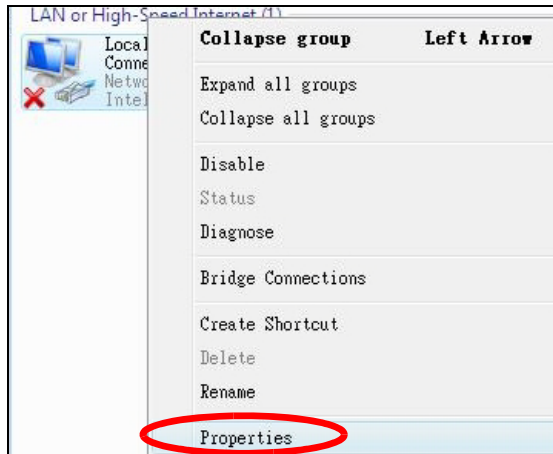 LAN or High-Speed Internet (1)
Local
Conne
Netwo
Intel
Collapse group Left Arrow
Expand all groups
Collapse all groups
Disable
Status
Diagnose
Bridge Connections
Create Shortcut
Delete
Rename
Properties